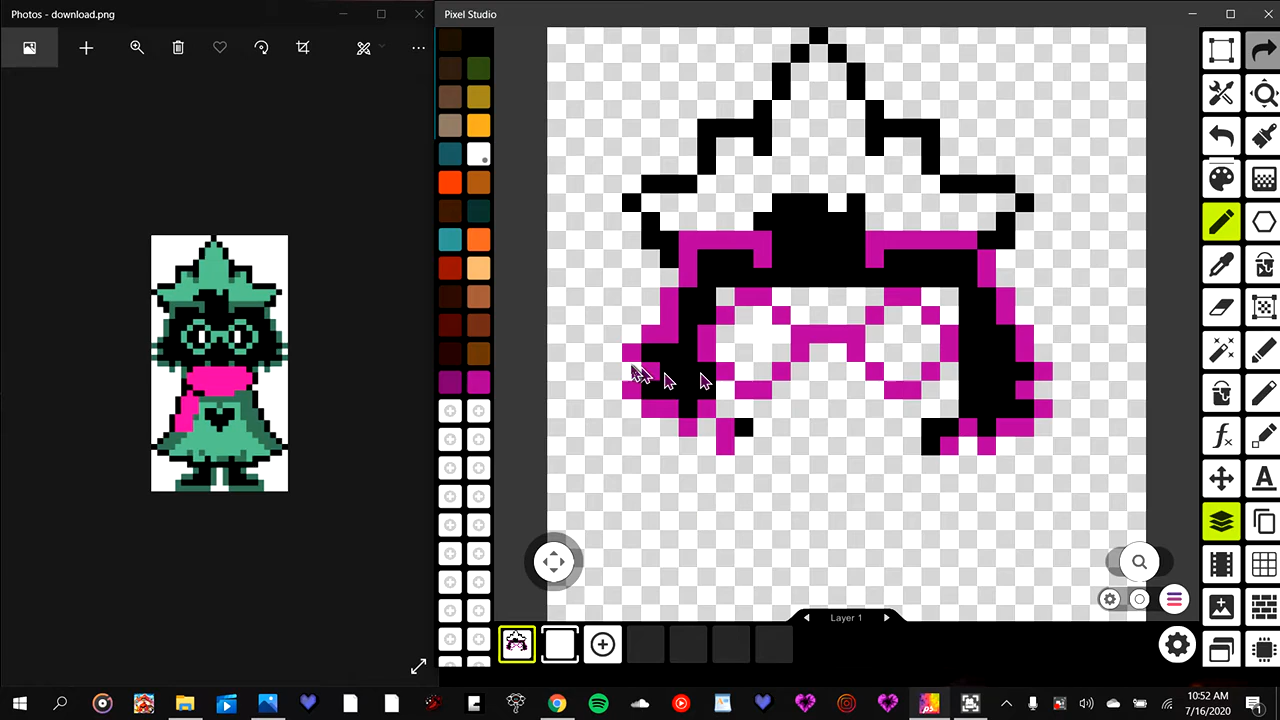 Photos - download.png
Pixel Studio
Layer 1
10:52 AM
7/16/2020